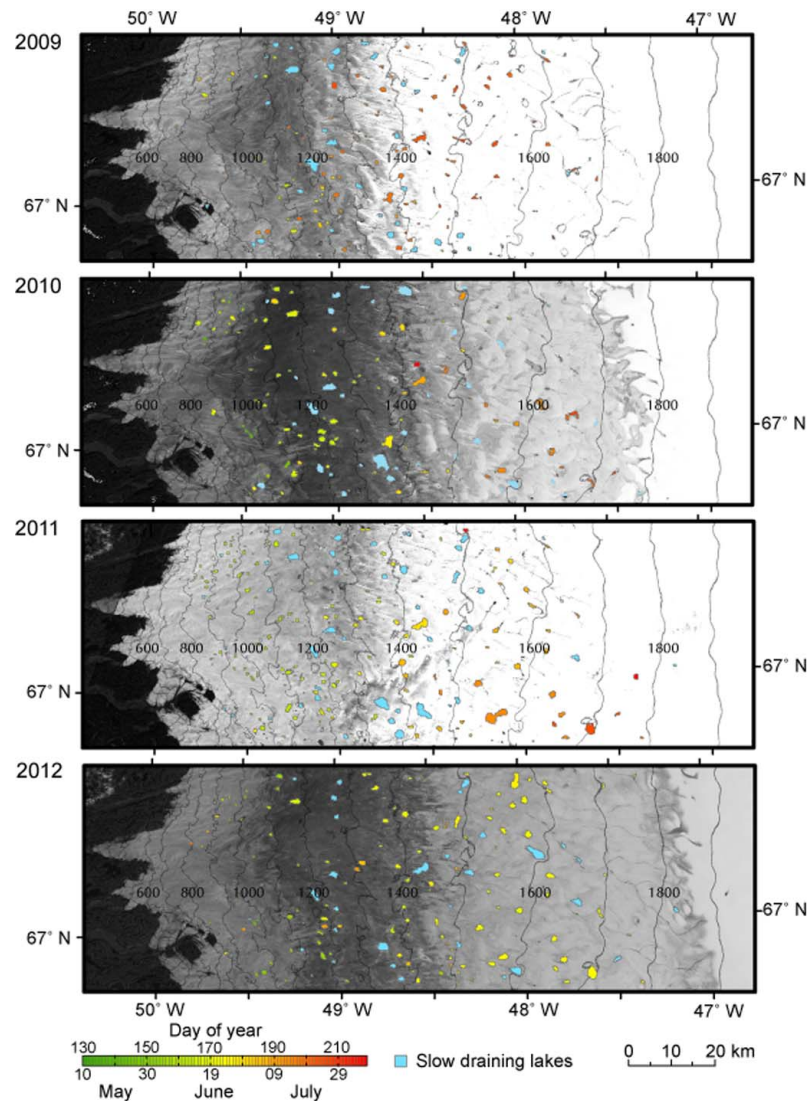 50° W 49° W 48° W 47° W
2009
600 800 1000 1200 1400 1600 1800
67° N
67° N
2010
600 800 1000 1200 1400 1600 1800
67° N
67° N
2011
600 800 1000 1200 1400 1600 1800
67° N
67° N
2012
600 800 1000 1200 1400 1600 1800
67° N
67° N
50° W 49° W 48° W 47° W
Day of year
130 150 170 190 210
10 30 19 09 29
May June July
Slow draining lakes
0 10 20 km